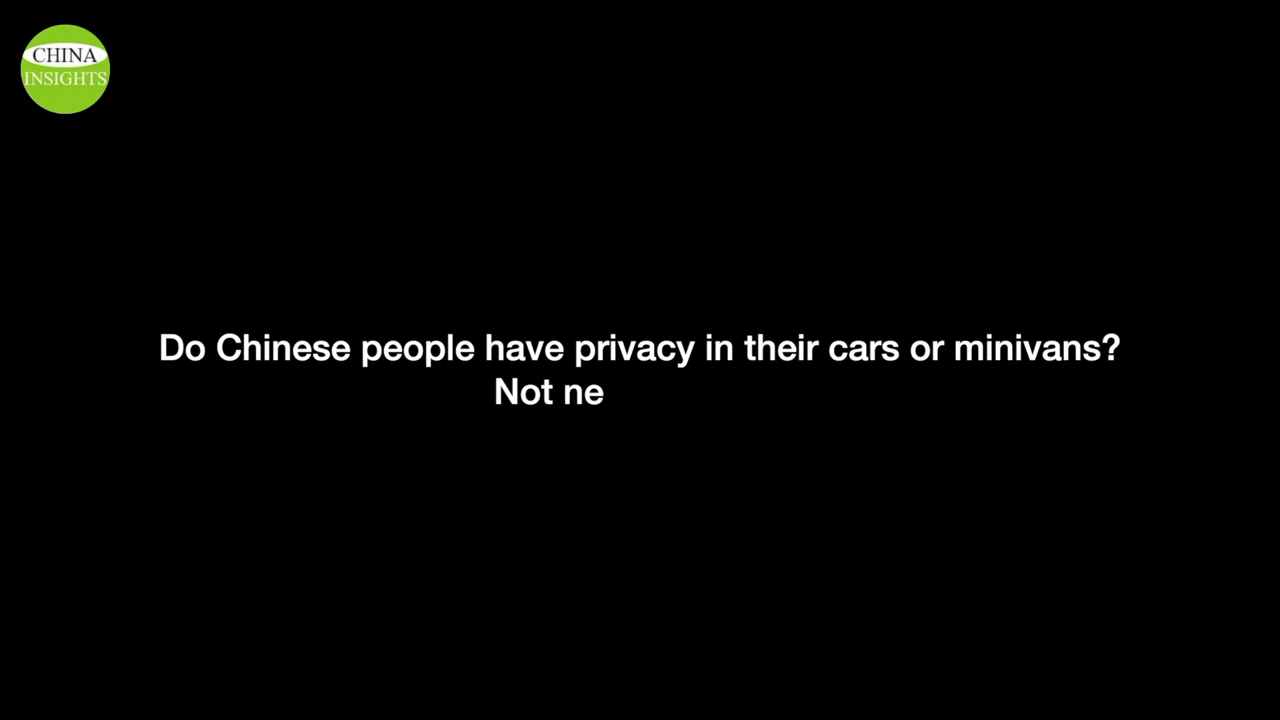 CHINA
INSIGHTS
Do Chinese people have privacy in their cars or minivans?
Not ne